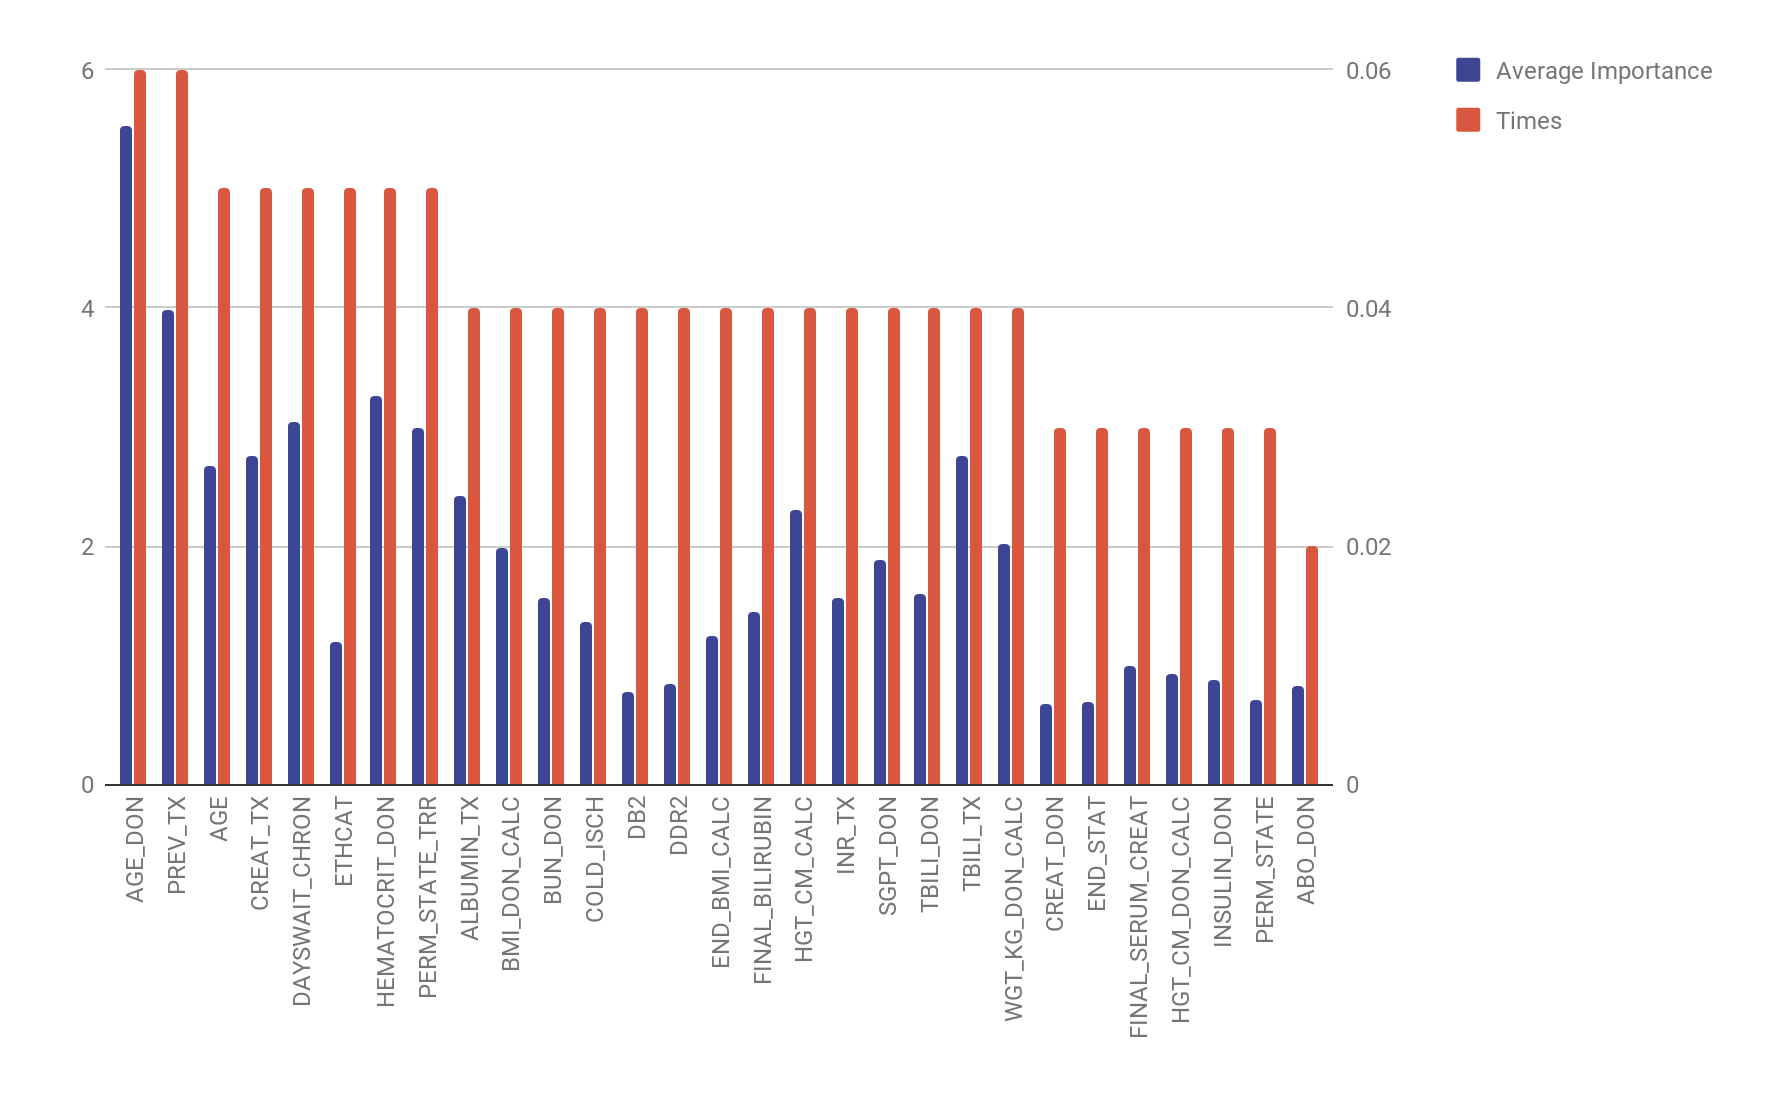 6
4
2
0
0.06
0.04
0.02
0
Average Importance
Times
AGE_DON
PREV_TX
AGE
CREAT_TX
DAYSWAIT_CHRON
ETHCAT
HEMATOCRIT_DON
PERM_STATE_TRR
ALBUMIN_TX
BMI_DON_CALC
BUN_DON
COLD_ISCH
DB2
DDR2
END_BMI_CALC
FINAL_BILIRUBIN
HGT_CM_CALC
INR_TX
SGPT_DON
TBILI_DON
TBILI_TX
WGT_KG_DON_CALC
CREAT_DON
END_STAT
FINAL_SERUM_CREAT
HGT_CM_DON_CALC
INSULIN_DON
PERM_STATE
ABO_DON